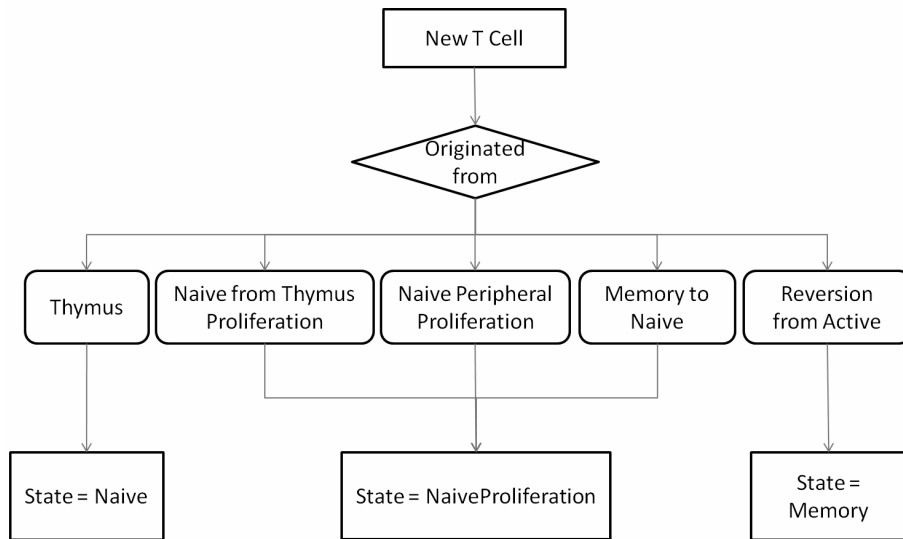 New T Cell
Originated
from
Thymus
Naive from Thymus
Proliferation
Naive Peripheral
Proliferation
Memory to
Naive
Reversion
from Active
State = Naive
State = NaiveProliferation
State =
Memory